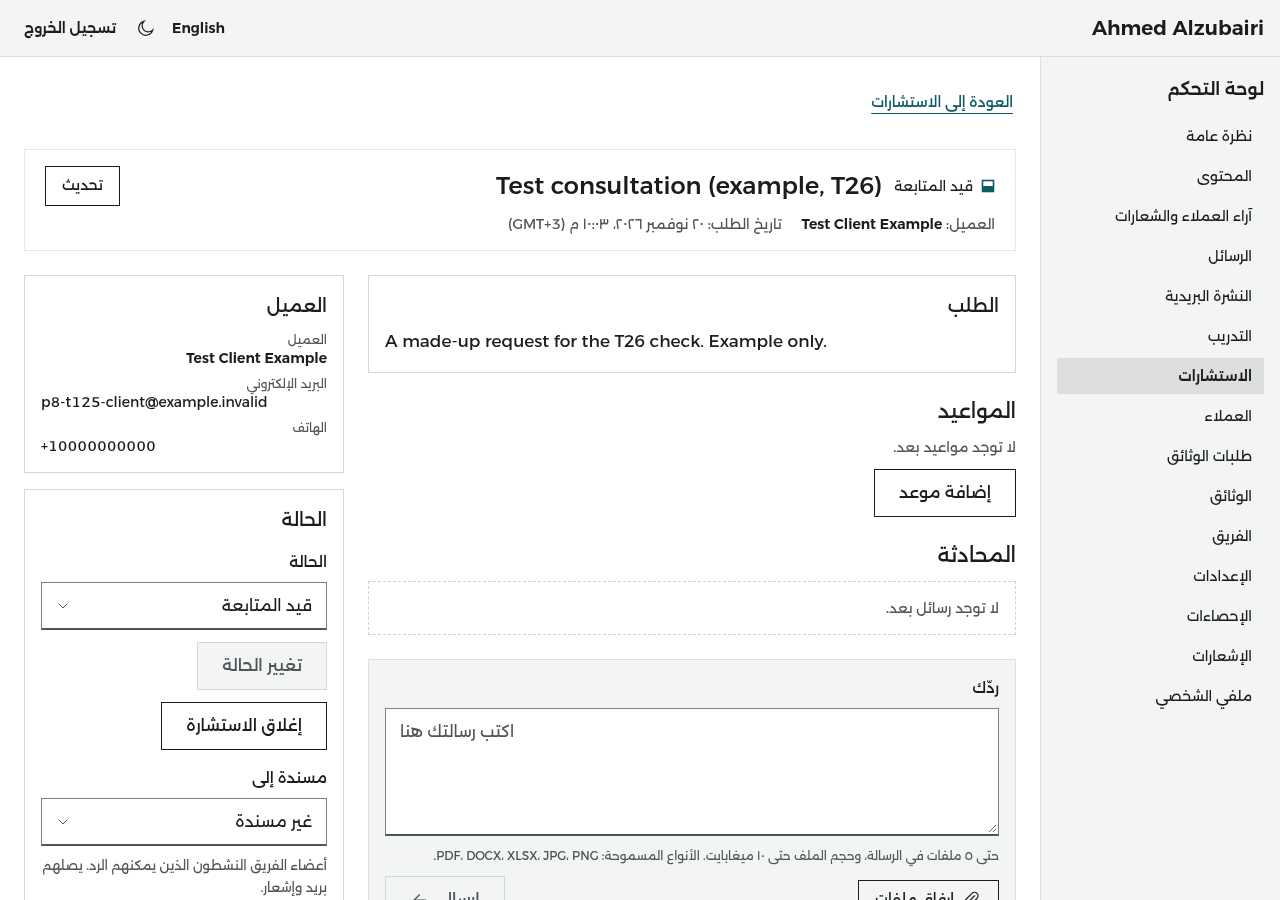 Ahmed Alzubairi
English
تسجيل الخروج
لوحة التحكم
نظرة عامة
المحتوى
آراء العملاء والشعارات
الرسائل
النشرة البريدية
التدريب
الاستشارات
العملاء
طلبات الوثائق
الوثائق
الفريق
الإعدادات
الإحصاءات
الإشعارات
ملفي الشخصي
العودة إلى الاستشارات
قيد المتابعة Test consultation (example, T26)
تحديث
العميل: Test Client Example تاريخ الطلب: ٢٠ نوفمبر ٢٠٢٦، ١٠:٠٣ م (GMT+3)
الطلب
A made-up request for the T26 check. Example only.
المواعيد
لا توجد مواعيد بعد.
إضافة موعد
المحادثة
لا توجد رسائل بعد.
ردّك
اكتب رسالتك هنا
حتى ٥ ملفات في الرسالة، وحجم الملف حتى ١٠ ميغابايت. الأنواع المسموحة: PDF، DOCX، XLSX، JPG، PNG.
إرفاق ملفات
إرسال
العميل
العميل
Test Client Example
البريد الإلكتروني
p8-t125-client@example.invalid
الهاتف
+10000000000
الحالة
الحالة
قيد المتابعة
تغيير الحالة
إغلاق الاستشارة
مسندة إلى
غير مسندة
أعضاء الفريق النشطون الذين يمكنهم الرد. يصلهم
بريد وإشعار.